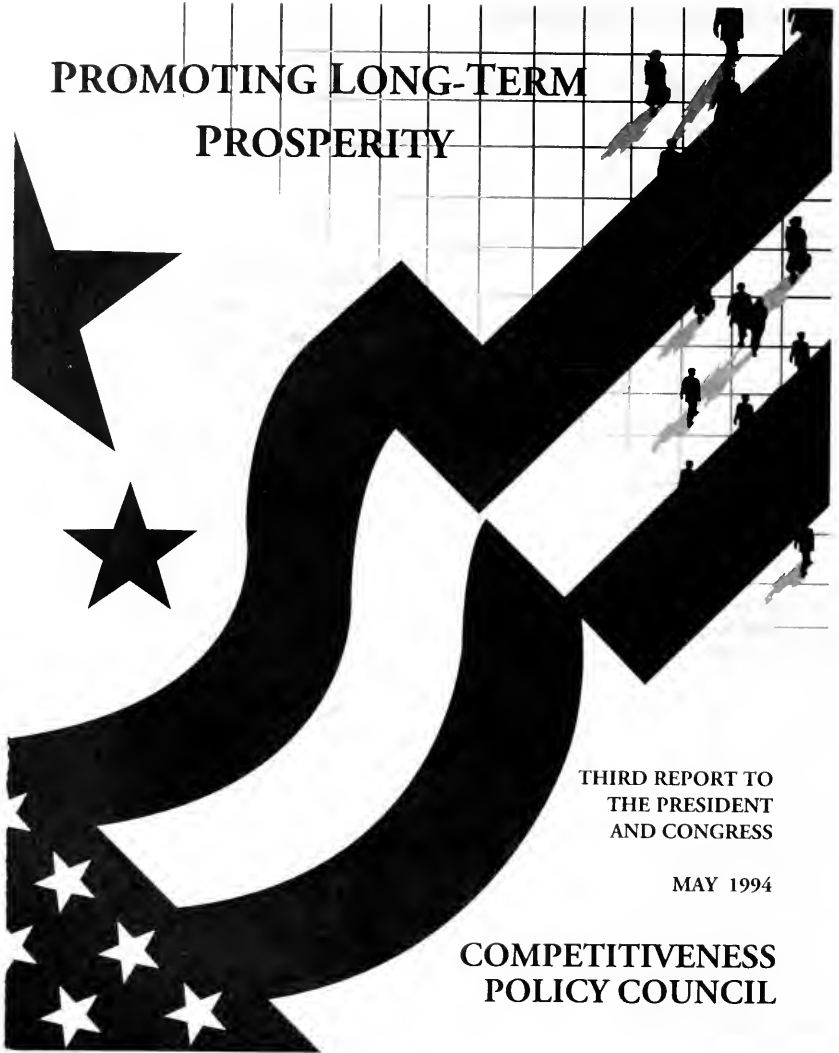 PROMOTING LONG-TERM
PROSPERITY
THIRD REPORT TO
THE PRESIDENT
AND CONGRESS
MAY 1994
COMPETITIVENESS
POLICY COUNCIL